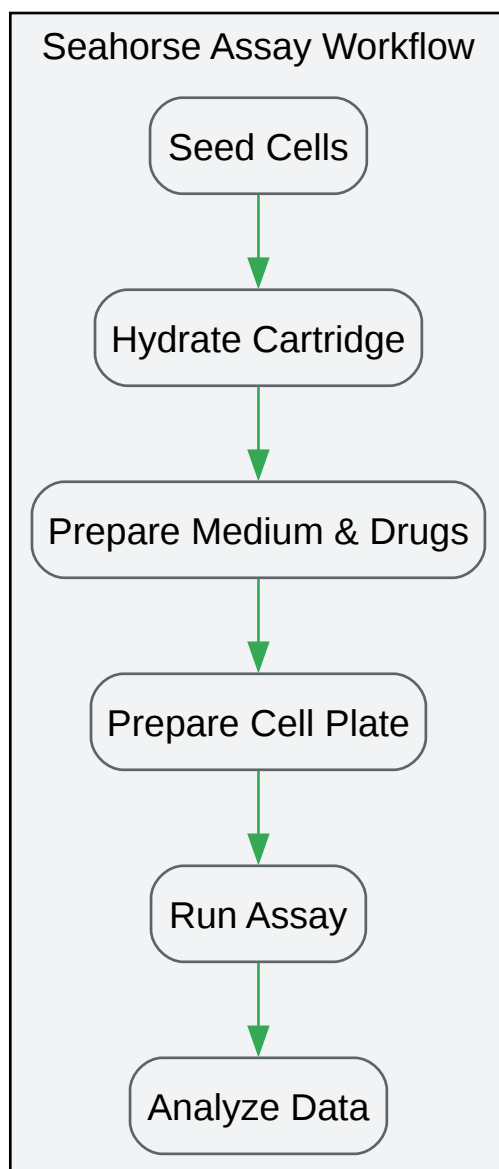 Seahorse Assay Workflow
Seed Cells
Hydrate Cartridge
Prepare Medium & Drugs
Prepare Cell Plate
Run Assay
Analyze Data